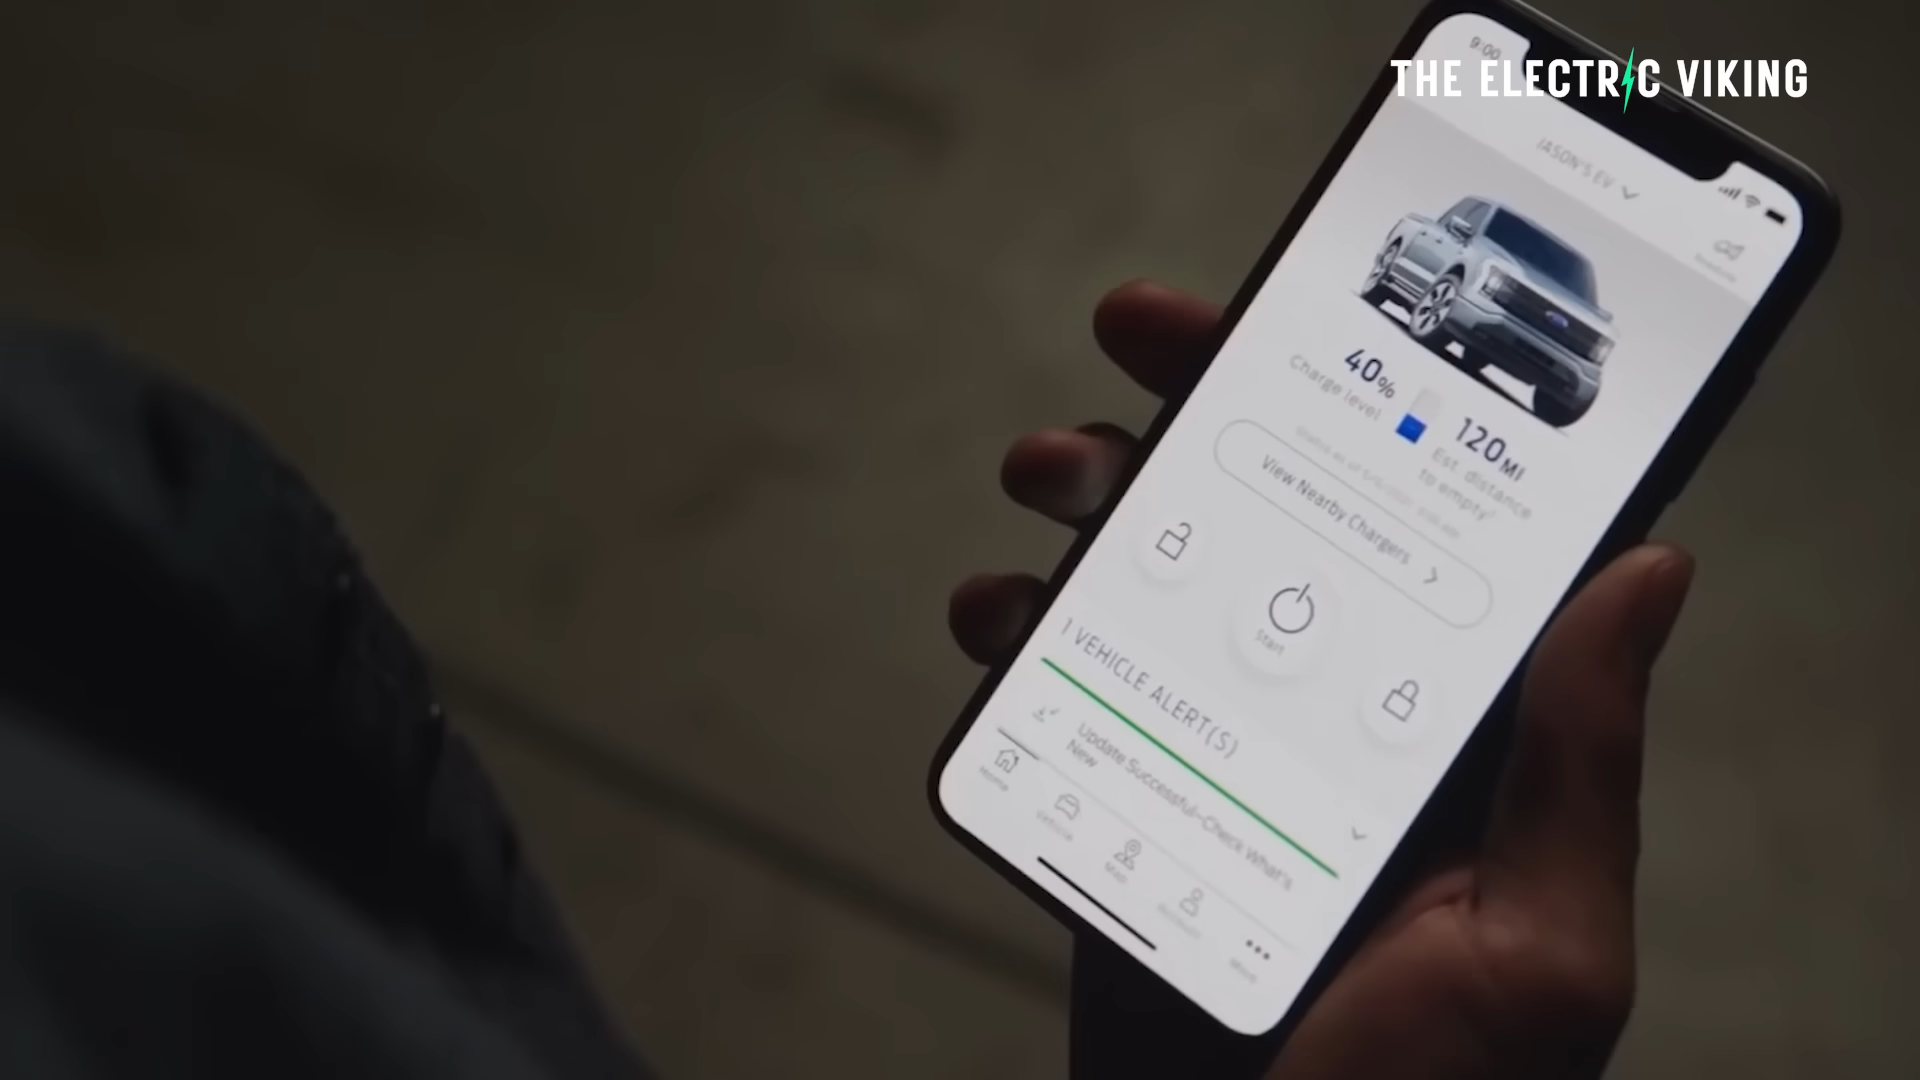 THE ELECTRIC VIKING
9:00
JASON'S EV
40%
Charge level
120MI
Est. distance
to empty
View Nearby Chargers
Start
1 VEHICLE ALERT(S)
Update Successful-Check What's
New
Home
Vehicle
Map
More